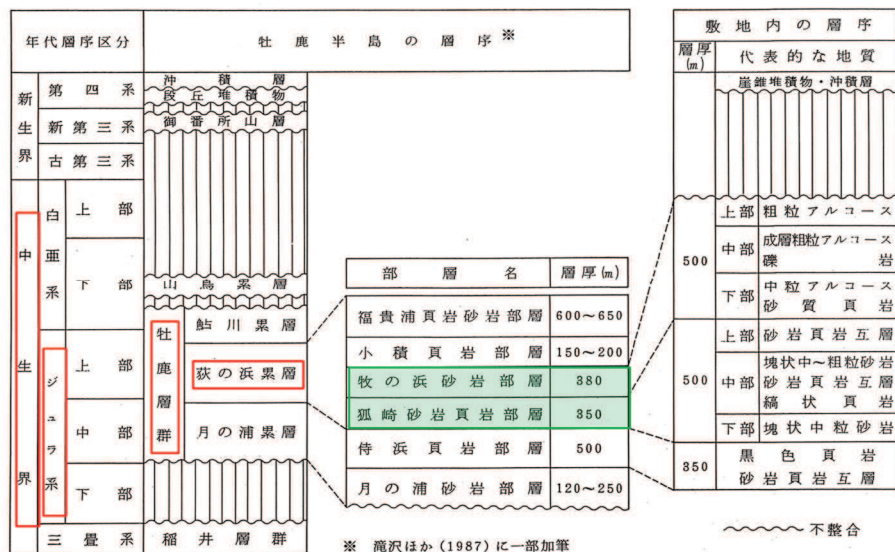 年代層序区分
牡鹿半島の層序※
敷地内の層序
層厚(m)
代表的な地質
新生界
第四系
新第三系
古第三系
中生界
白亜系
上部
下部
ジュラ系
上部
中部
下部
三畳系
沖積層
段丘堆積物
御番所山層
山鳥累層
牡鹿層群
鮎川累層
荻の浜累層
月の浦累層
稲井層群
部層名 層厚(m)
福貴浦頁岩砂岩部層 600~650
小積頁岩部層 150~200
牧の浜砂岩部層 380
狐崎砂岩頁岩部層 350
侍浜頁岩部層 500
月の浦砂岩部層 120~250
崖錐堆積物・沖積層
500
上部 粗粒アルコース
中部 成層粗粒アルコース
礫岩
下部 中粒アルコース
砂質頁岩
500
上部 砂岩頁岩互層
中部 塊状中~粗粒砂岩
砂岩頁岩互層
縞状頁岩
下部 塊状中粒砂岩
850
黒色頁岩
砂岩頁岩互層
不整合
※ 滝沢ほか(1987)に一部加筆